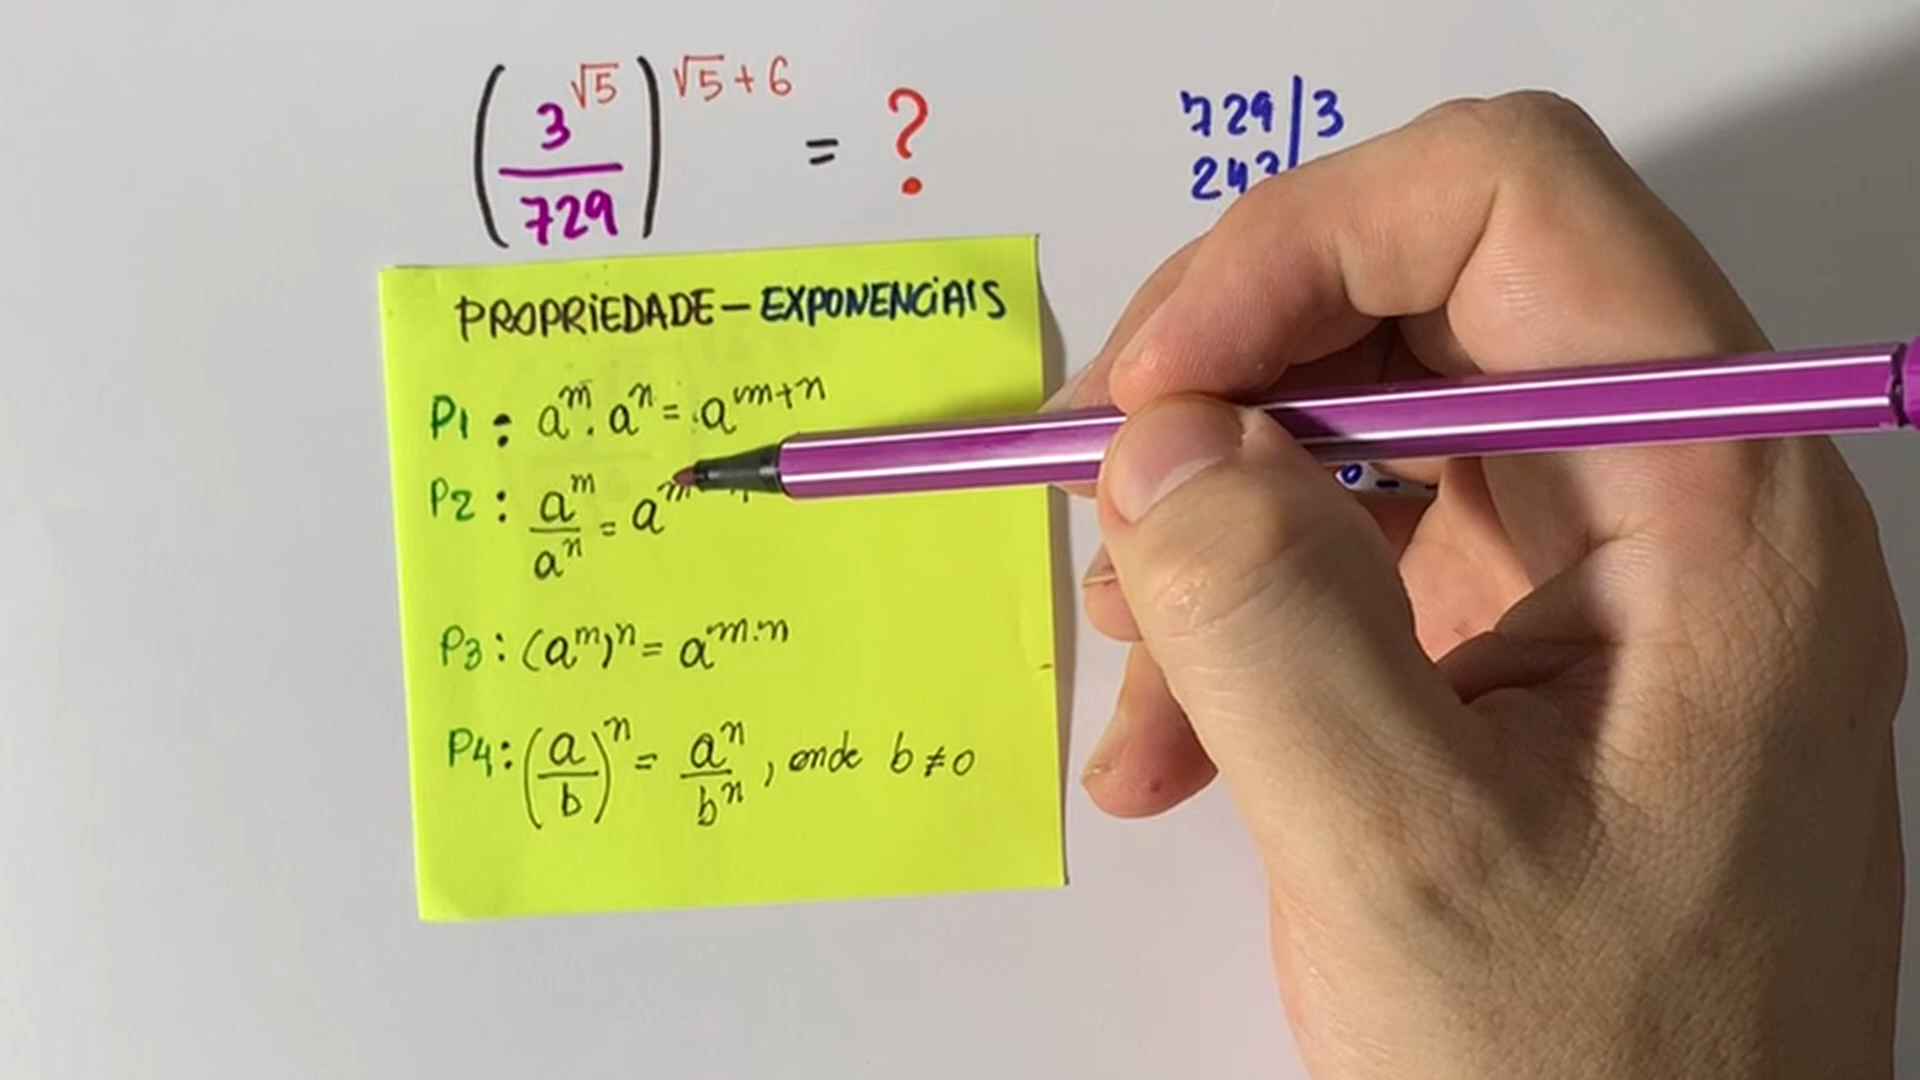 (3^√5 / 729)^(√5 + 6) = ?
729 | 3
243
PROPRIEDADE - EXPONENCIAIS
P1: a^m . a^n = a^(m+n)
P2: a^m / a^n = a^m
P3: (a^m)^n = a^(m.n)
P4: (a/b)^n = a^n / b^n, onde b ≠ 0